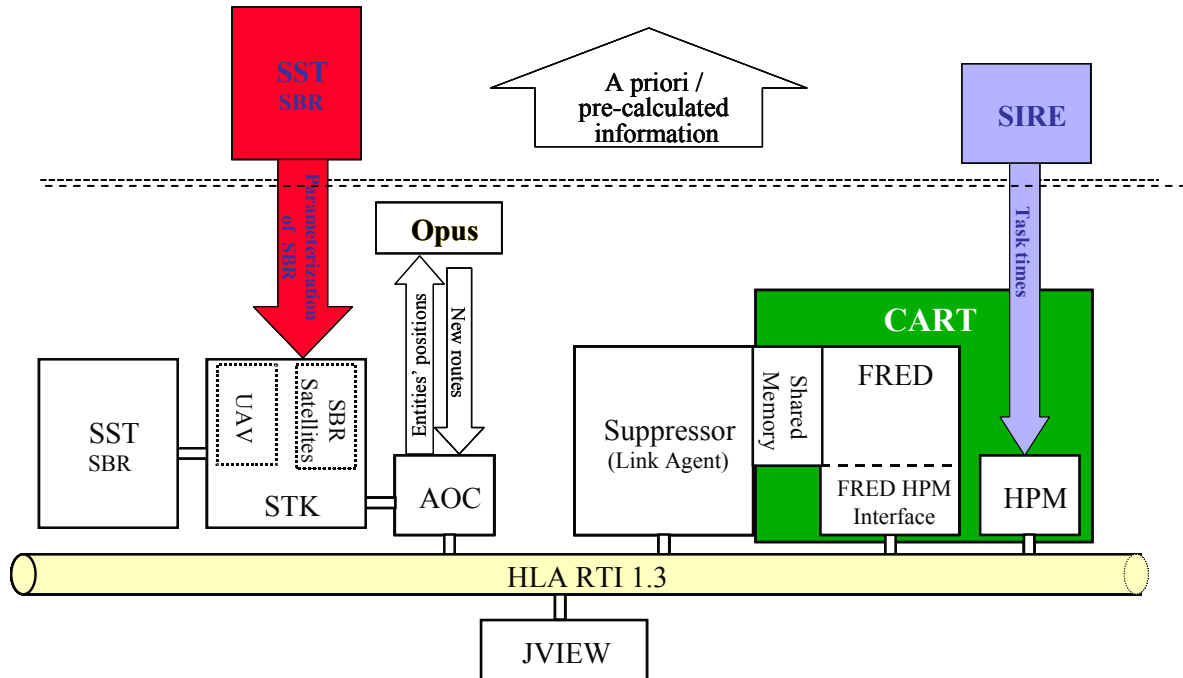 SST
SBR
A priori /
pre-calculated
information
SIRE
Parameterization
of SBR
Task times
Opus
Entities’ positions
New routes
CART
SST
SBR
UAV
SBR
Satellites
STK
AOC
Suppressor
(Link Agent)
Shared
Memory
FRED
FRED HPM
Interface
HPM
HLA RTI 1.3
JVIEW